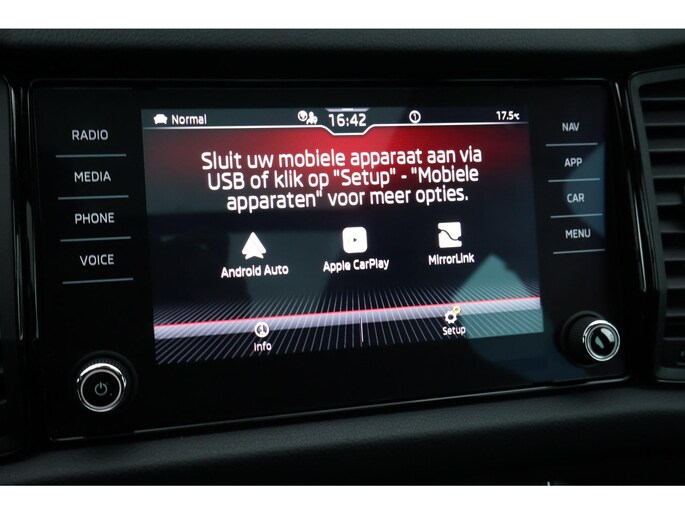 RADIO
MEDIA
PHONE
VOICE
Normal
16:42
17.5°C
Sluit uw mobiele apparaat aan via
USB of klik op "Setup" - "Mobiele
apparaten" voor meer opties.
Android Auto
Apple CarPlay
MirrorLink
Info
Setup
NAV
APP
CAR
MENU